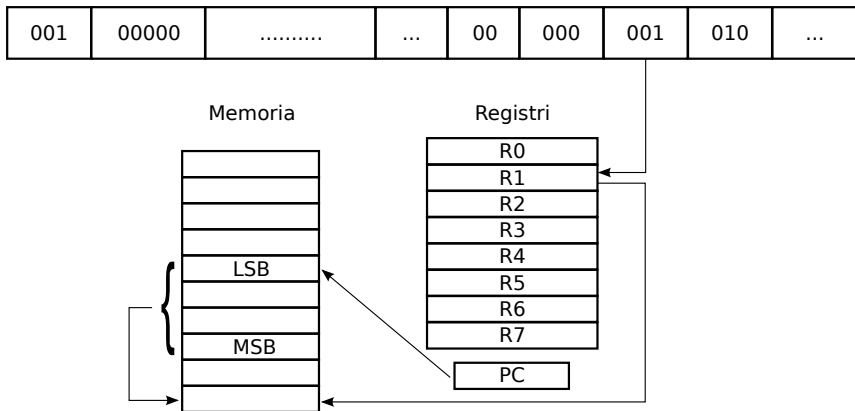 001 00000 .......... ... 00 000 001 010 ...
Memoria
Registri
R0
R1
R2
R3
R4
R5
R6
R7
LSB
MSB
PC